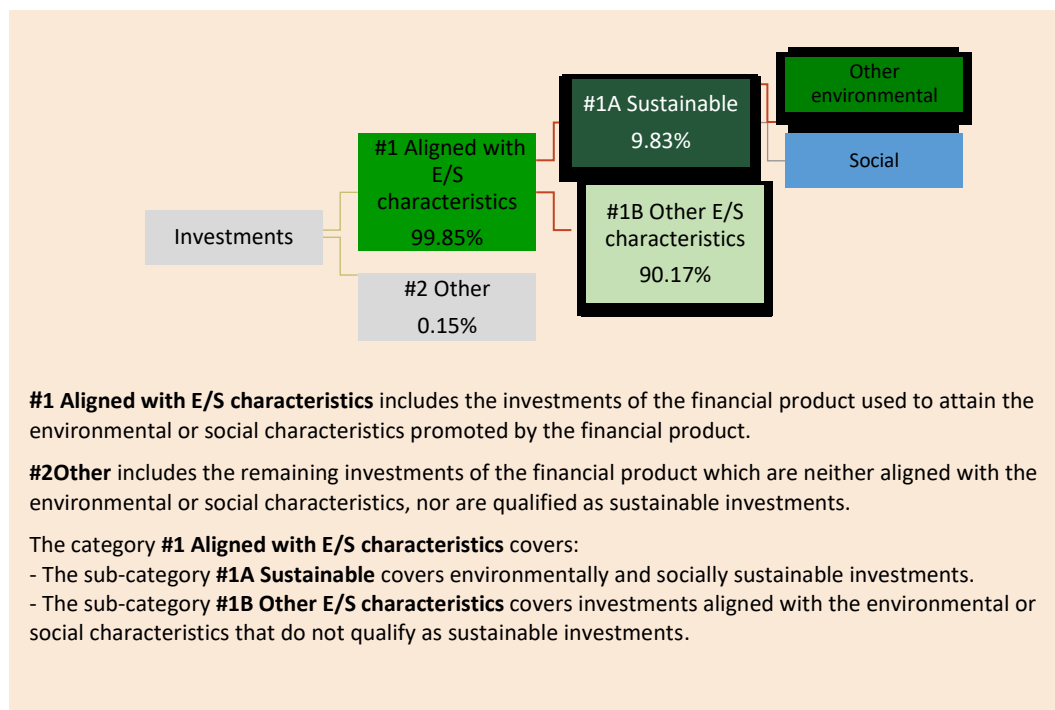 Investments
#1 Aligned with
E/S
characteristics
99.85%
#2 Other
0.15%
#1A Sustainable
9.83%
#1B Other E/S
characteristics
90.17%
Other
environmental
Social
#1 Aligned with E/S characteristics includes the investments of the financial product used to attain the
environmental or social characteristics promoted by the financial product.
#2Other includes the remaining investments of the financial product which are neither aligned with the
environmental or social characteristics, nor are qualified as sustainable investments.
The category #1 Aligned with E/S characteristics covers:
- The sub-category #1A Sustainable covers environmentally and socially sustainable investments.
- The sub-category #1B Other E/S characteristics covers investments aligned with the environmental or
social characteristics that do not qualify as sustainable investments.